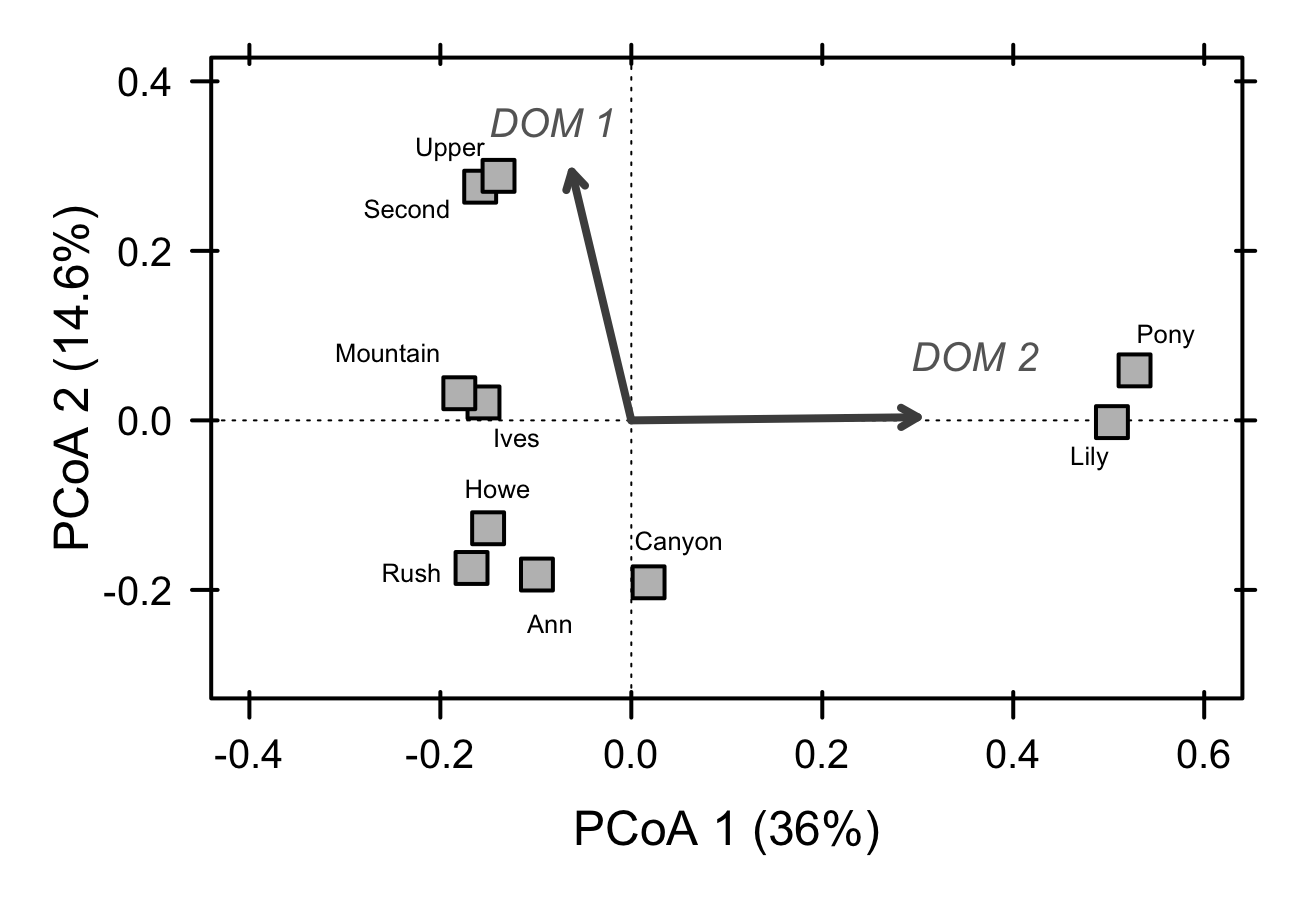 0.4
0.2
0.0
-0.2
PCoA 2 (14.6%)
DOM 1
Upper
Second
Mountain
Ives
Howe
Rush
Ann
Canyon
DOM 2
Pony
Lily
-0.4 -0.2 0.0 0.2 0.4 0.6
PCoA 1 (36%)